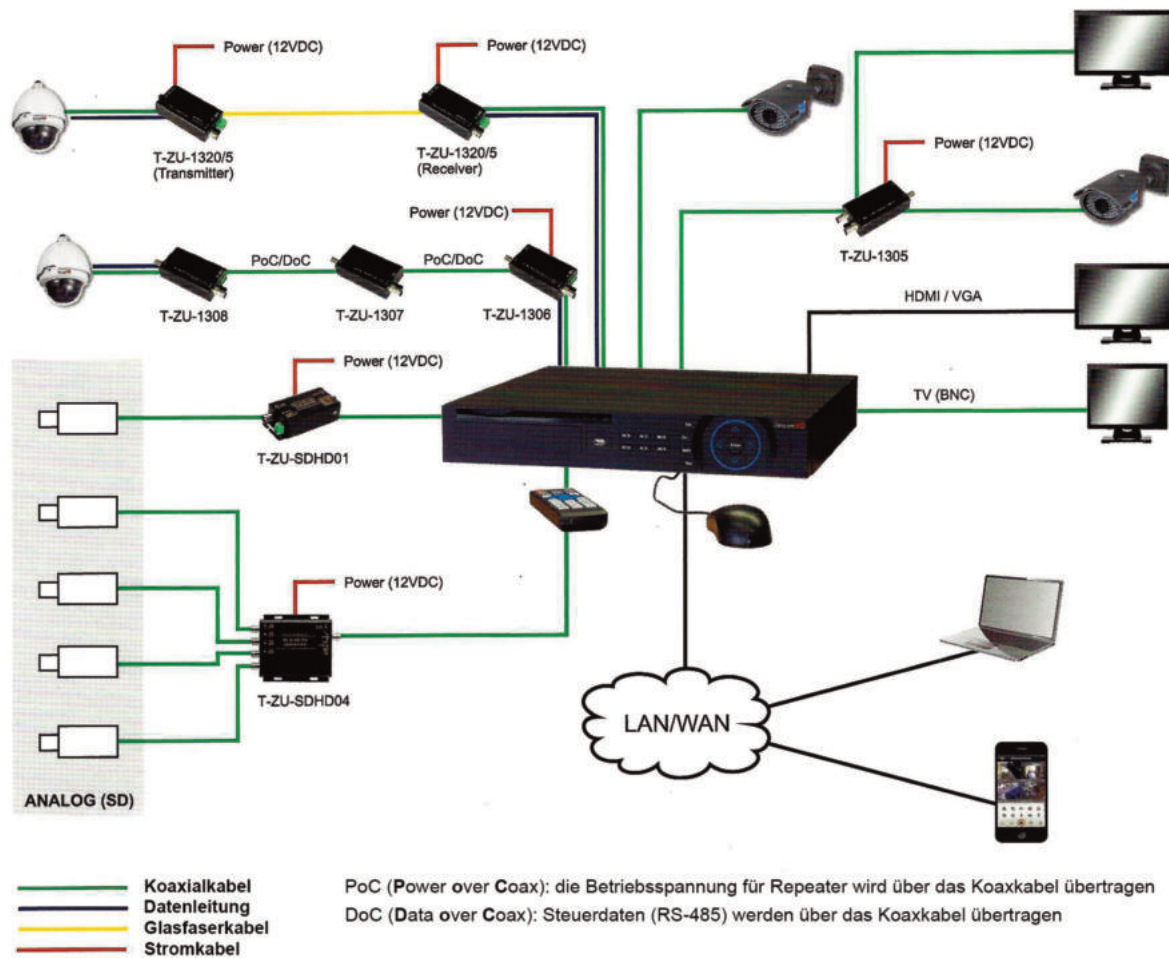 Power (12VDC)
Power (12VDC)
T-ZU-1320/5
(Transmitter)
T-ZU-1320/5
(Receiver)
Power (12VDC)
T-ZU-1305
Power (12VDC)
PoC/DoC
PoC/DoC
T-ZU-1308
T-ZU-1307
T-ZU-1306
HDMI / VGA
TV (BNC)
Power (12VDC)
T-ZU-SDHD01
Power (12VDC)
T-ZU-SDHD04
ANALOG (SD)
LAN/WAN
Koaxialkabel
Datenleitung
Glasfaserkabel
Stromkabel
PoC (Power over Coax): die Betriebsspannung für Repeater wird über das Koaxkabel übertragen
DoC (Data over Coax): Steuerdaten (RS-485) werden über das Koaxkabel übertragen